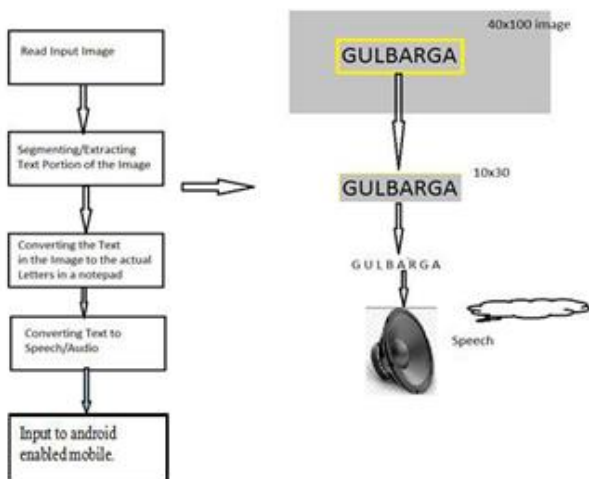 Read Input Image
Segmenting/Extracting
Text Portion of the Image
Converting the Text
in the Image to the actual
Letters in a notepad
Converting Text to
Speech/Audio
Input to android
enabled mobile.
40x100 image
GULBARGA
10x30
GULBARGA
G U L B A R G A
Speech